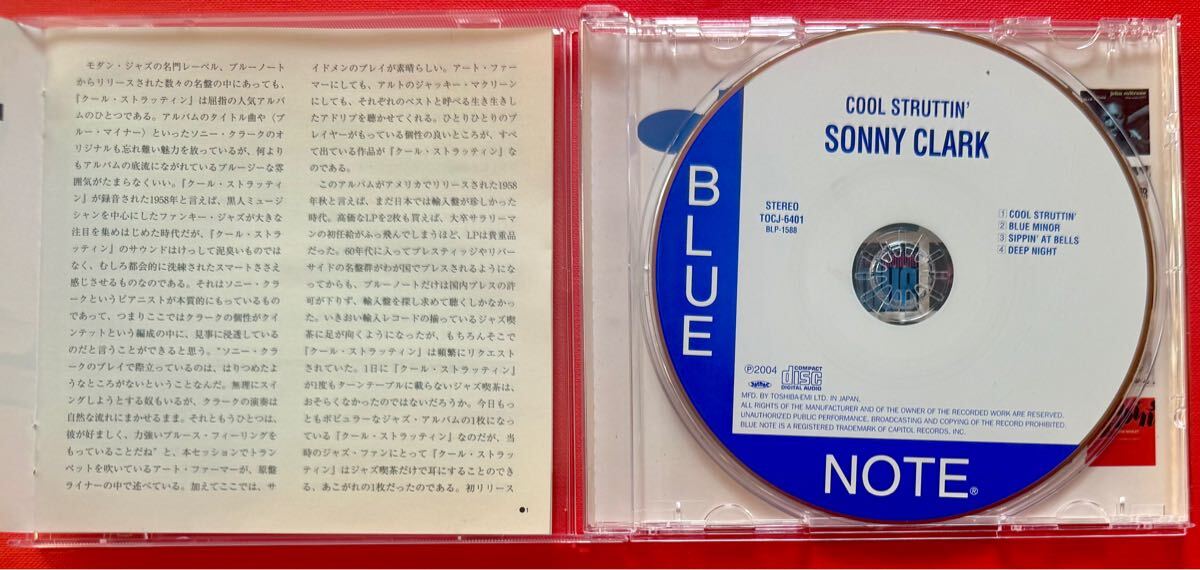 モダン・ジャズの名門レーベル、ブルーノート
からリリースされた数々の名盤の中にあっても、
『クール・ストラッティン』は屈指の人気アルバ
ムのひとつである。アルバムのタイトル曲や〈ブ
ルー・マイナー〉といったソニー・クラークのオ
リジナルも忘れ難い魅力を放っているが、何より
もアルバムの底流にながれているブルージーな雰
囲気がたまらなくいい。『クール・ストラッティ
ン』が録音された1958年と言えば、黒人ミュージ
シャンを中心にしたファンキー・ジャズが大きな
注目を集めはじめた時代だが、『クール・ストラ
ッティン』のサウンドはけっして泥臭いものでは
なく、むしろ都会的に洗練されたスマートささえ
感じさせるものなのである。それはソニー・クラ
ークというピアニストが本質的にもっているもの
であって、つまりここではクラークの個性がクイ
ンテットという編成の中に、見事に浸透している
のだと言うことができると思う。“ソニー・クラ
ークのプレイで際立っているのは、はりつめたよ
うなところがないということなんだ。無理にスイ
ングしようとする奴もいるが、クラークの演奏は
自然な流れにまかせるまま。それともうひとつは、
彼が好ましく、力強いブルース・フィーリングを
もっていることだね”と、本セッションでトラン
ペットを吹いているアート・ファーマーが、原盤
ライナーの中で述べている。加えてここでは、サ
イドメンのプレイが素晴らしい。アート・ファー
マーにしても、アルトのジャッキー・マクリーン
にしても、それぞれのベストと呼べる生き生きし
たアドリブを聴かせてくれる。ひとりひとりのプ
レイヤーがもっている個性の良いところが、すべ
て出ている作品が『クール・ストラッティン』な
のである。
このアルバムがアメリカでリリースされた1958
年秋と言えば、まだ日本では輸入盤が珍しかった
時代。高価なLPを2枚も買えば、大卒サラリーマ
ンの初任給がふっ飛んでしまうほど、LPは貴重品
だった。60年代に入ってプレスティッジやリバー
サイドの名盤群がわが国でプレスされるようにな
ってからも、ブルーノートだけは国内プレスの許
可が下りず、輸入盤を探し求めて聴くしかなかっ
た。いきおい輸入レコードの揃っているジャズ喫
茶に足が向くようになったが、もちろんそこで
『クール・ストラッティン』は頻繁にリクエスト
されていた。1日に『クール・ストラッティン』
が1度もターンテーブルに載らないジャズ喫茶は、
おそらくなかったのではないだろうか。今日もっ
ともポピュラーなジャズ・アルバムの1枚になっ
ている『クール・ストラッティン』なのだが、当
時のジャズ・ファンにとって『クール・ストラッ
ティン』はジャズ喫茶だけで耳にすることのでき
る、あこがれの1枚だったのである。初リリース
●1
COOL STRUTTIN'
SONNY CLARK
BLUE
STEREO
TOCJ-6401
BLP-1588
1 COOL STRUTTIN'
2 BLUE MINOR
3 SIPPIN' AT BELLS
4 DEEP NIGHT
℗2004
COMPACT
disc
DIGITAL AUDIO
MFD. BY TOSHIBA-EMI LTD. IN JAPAN.
ALL RIGHTS OF THE MANUFACTURER AND OF THE OWNER OF THE RECORDED WORK ARE RESERVED.
UNAUTHORIZED PUBLIC PERFORMANCE, BROADCASTING AND COPYING OF THE RECORD PROHIBITED.
BLUE NOTE IS A REGISTERED TRADEMARK OF CAPITOL RECORDS, INC.
NOTE®